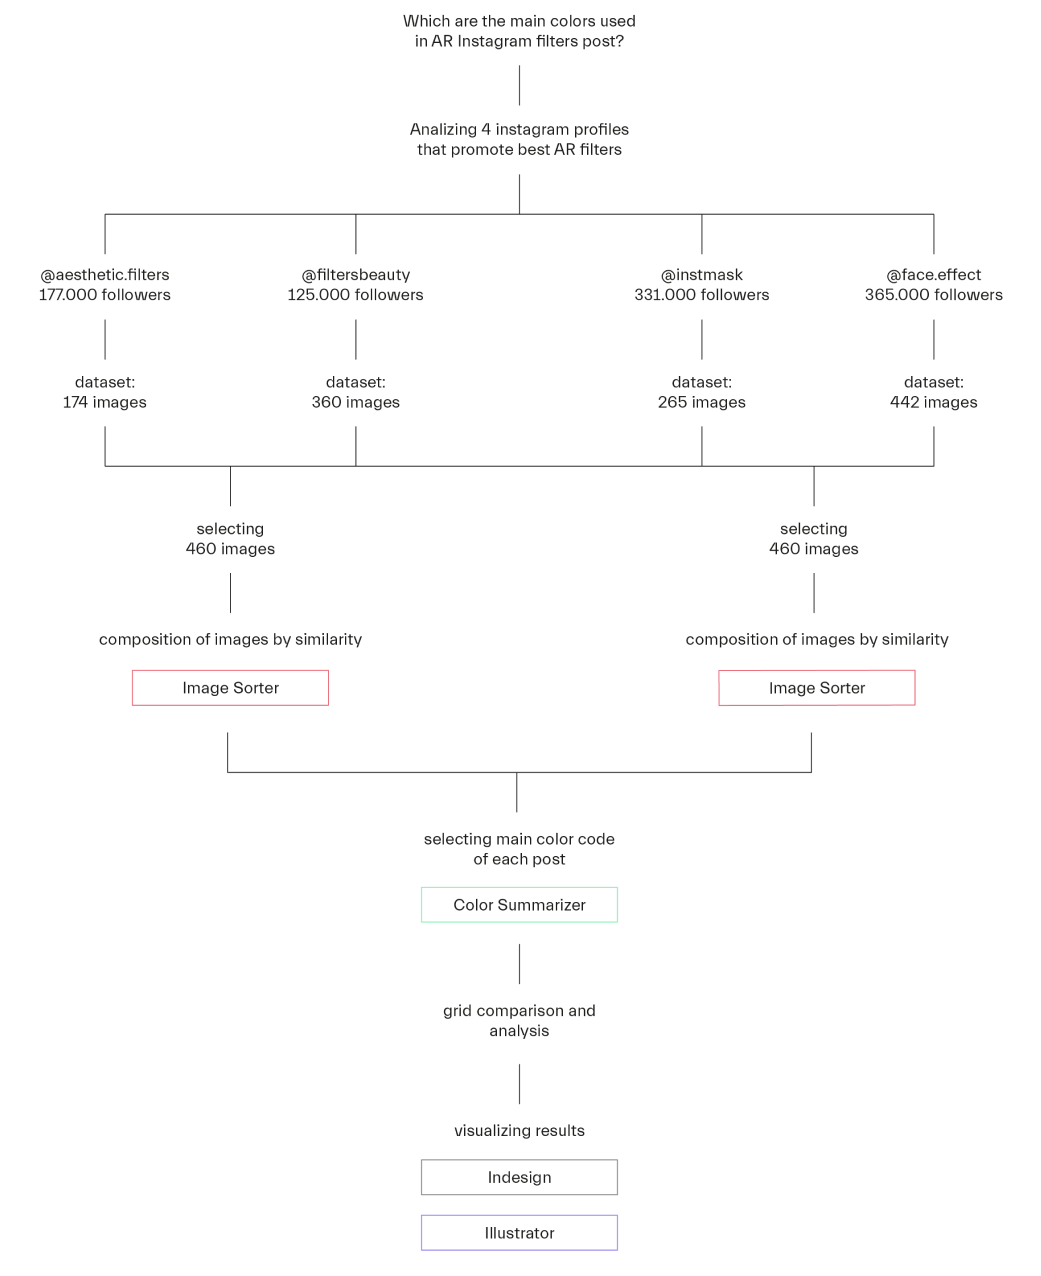 Which are the main colors used
in AR Instagram filters post?
Analizing 4 instagram profiles
that promote best AR filters
@aesthetic.filters
177.000 followers
@filtersbeauty
125.000 followers
@instmask
331.000 followers
@face.effect
365.000 followers
dataset:
174 images
dataset:
360 images
dataset:
265 images
dataset:
442 images
selecting
460 images
selecting
460 images
composition of images by similarity
composition of images by similarity
Image Sorter
Image Sorter
selecting main color code
of each post
Color Summarizer
grid comparison and
analysis
visualizing results
Indesign
Illustrator